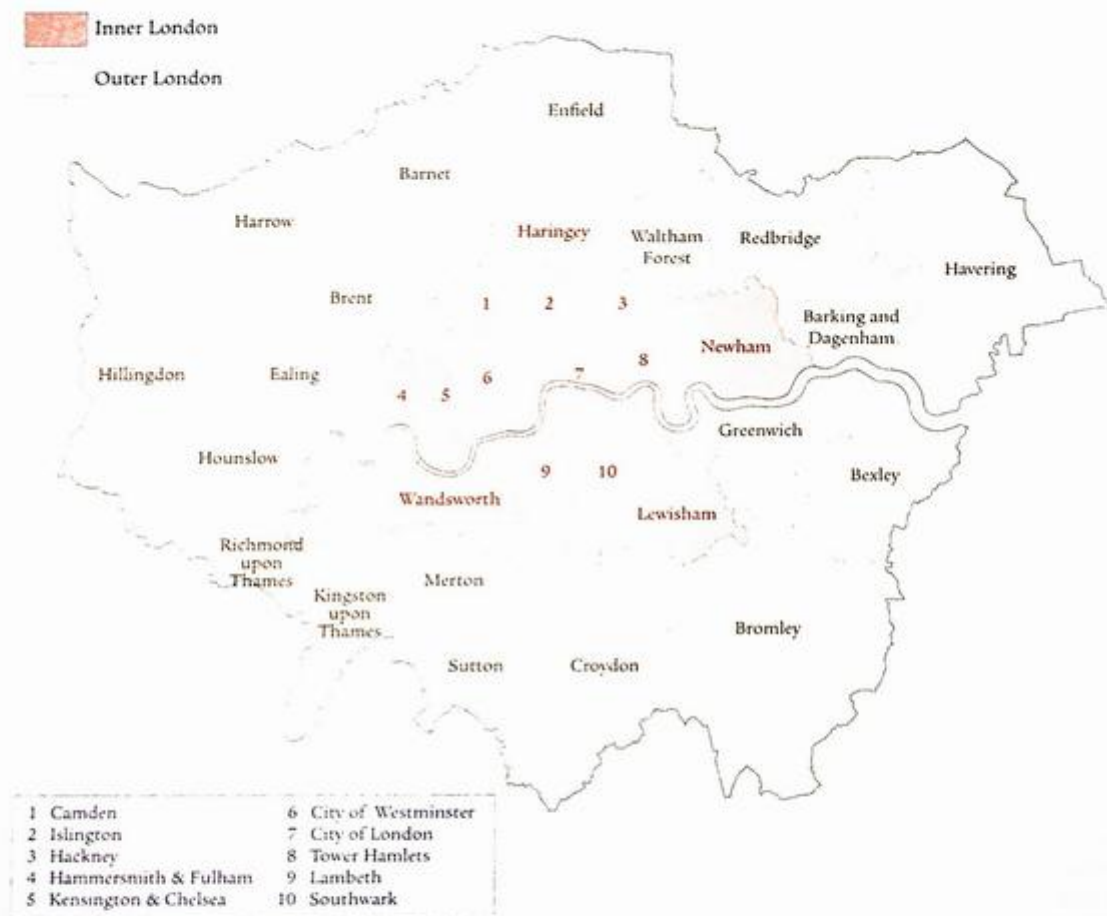 Inner London
Outer London
Enfield
Barnet
Harrow
Haringey
Waltham
Forest
Redbridge
Havering
Brent
1
2
3
Barking and
Dagenham
Newham
Hillingdon
Ealing
4
5
6
7
8
Greenwich
Hounslow
Wandsworth
9
10
Lewisham
Bexley
Richmond
upon
Thames
Kingston
upon
Thames
Merton
Bromley
Sutton
Croydon
1 Camden
2 Islington
3 Hackney
4 Hammersmith & Fulham
5 Kensington & Chelsea
6 City of Westminster
7 City of London
8 Tower Hamlets
9 Lambeth
10 Southwark